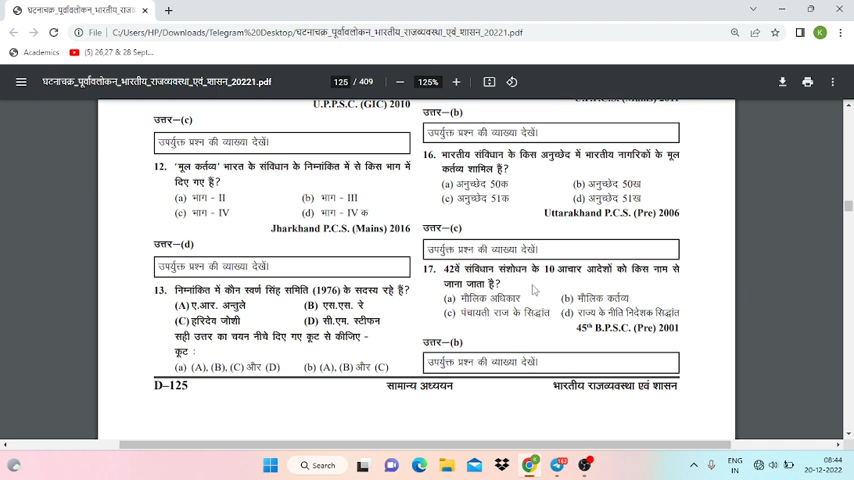 घटनाचक्र_पूर्वावलोकन_भारतीय_राजव्य
File
C:/Users/HP/Downloads/Telegram%20Desktop/घटनाचक्र_पूर्वावलोकन_भारतीय_राजव्यवस्था_एवं_शासन_20221.pdf
K
Academics
(5) 26,27 & 28 Sept...
घटनाचक्र_पूर्वावलोकन_भारतीय_राजव्यवस्था_एवं_शासन_20221.pdf
125 / 409
125%
U.P.P.S.C. (GIC) 2010
उत्तर–(c)
उपर्युक्त प्रश्न की व्याख्या देखें।
12. 'मूल कर्तव्य' भारत के संविधान के निम्नांकित में से किस भाग में
दिए गए हैं?
(a) भाग - II
(b) भाग - III
(c) भाग - IV
(d) भाग - IV क
Jharkhand P.C.S. (Mains) 2016
उत्तर–(d)
उपर्युक्त प्रश्न की व्याख्या देखें।
13. निम्नांकित में कौन स्वर्ण सिंह समिति (1976) के सदस्य रहे हैं?
(A) ए.आर. अन्तुले
(B) एस.एस. रे
(C) हरिदेव जोशी
(D) सी.एम. स्टीफन
सही उत्तर का चयन नीचे दिए गए कूट से कीजिए -
कूट :
(a) (A), (B), (C) और (D)
(b) (A), (B) और (C)
उत्तर–(b)
उपर्युक्त प्रश्न की व्याख्या देखें।
16. भारतीय संविधान के किस अनुच्छेद में भारतीय नागरिकों के मूल
कर्तव्य शामिल हैं?
(a) अनुच्छेद 50क
(b) अनुच्छेद 50ख
(c) अनुच्छेद 51क
(d) अनुच्छेद 51ख
Uttarakhand P.C.S. (Pre) 2006
उत्तर–(c)
उपर्युक्त प्रश्न की व्याख्या देखें।
17. 42वें संविधान संशोधन के 10 आचार आदेशों को किस नाम से
जाना जाता है?
(a) मौलिक अधिकार
(b) मौलिक कर्तव्य
(c) पंचायती राज के सिद्धांत
(d) राज्य के नीति निदेशक सिद्धांत
45th B.P.S.C. (Pre) 2001
उत्तर–(b)
उपर्युक्त प्रश्न की व्याख्या देखें।
D–125
सामान्य अध्ययन
भारतीय राजव्यवस्था एवं शासन
Search
ENG
IN
08:44
20-12-2022